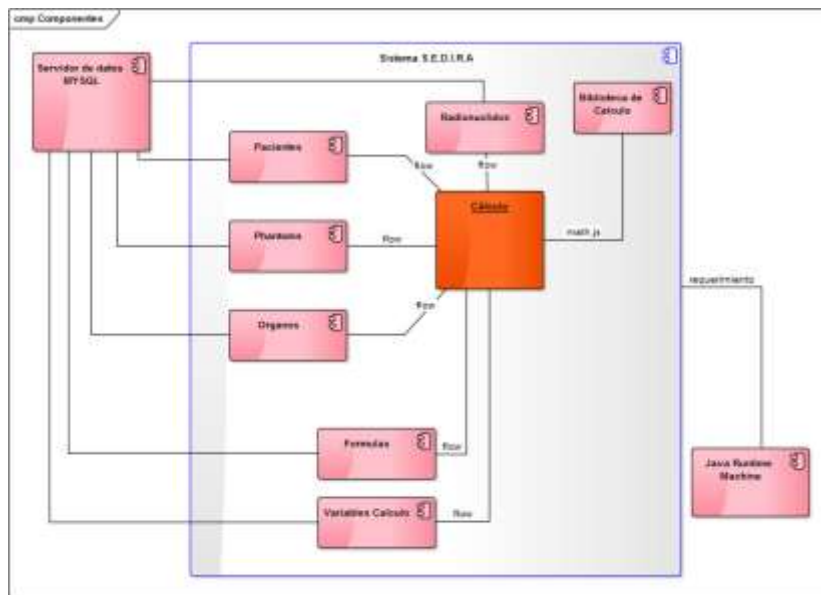 cmp Componentes
Sistema S.E.D.I.R.A
Servidor de datos
MYSQL
Biblioteca de
Calculo
Radionuclidos
Pacientes
flow
flow
Cálculo
Phantoms
flow
math.js
requerimiento
Organos
flow
Formulas
flow
Java Runtime
Machine
Variables Calculo
flow